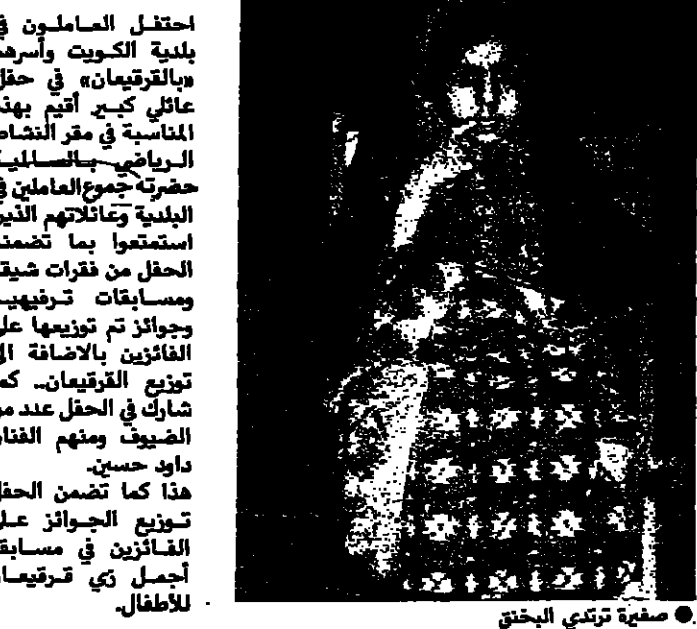 احتفل العاملون في
بلدية الكويت وأسرهم
«بالقرقيعان» في حفل
عائلي كبير أقيم بهذه
المناسبة في مقر النشاط
الرياضي بالسالمية
حضرته جموع العاملين في
البلدية وعائلاتهم الذين
استمتعوا بما تضمنه
الحفل من فقرات شيقة
ومسابقات ترفيهية
وجوائز تم توزيعها على
الفائزين بالاضافة الى
توزيع القرقيعان.. كما
شارك في الحفل عدد من
الضيوف ومنهم الفنان
داود حسين.
هذا كما تضمن الحفل
توزيع الجوائز على
الفائزين في مسابقة
أجمل زي قرقيعان
للأطفال.
● صغيرة ترتدي البخنق